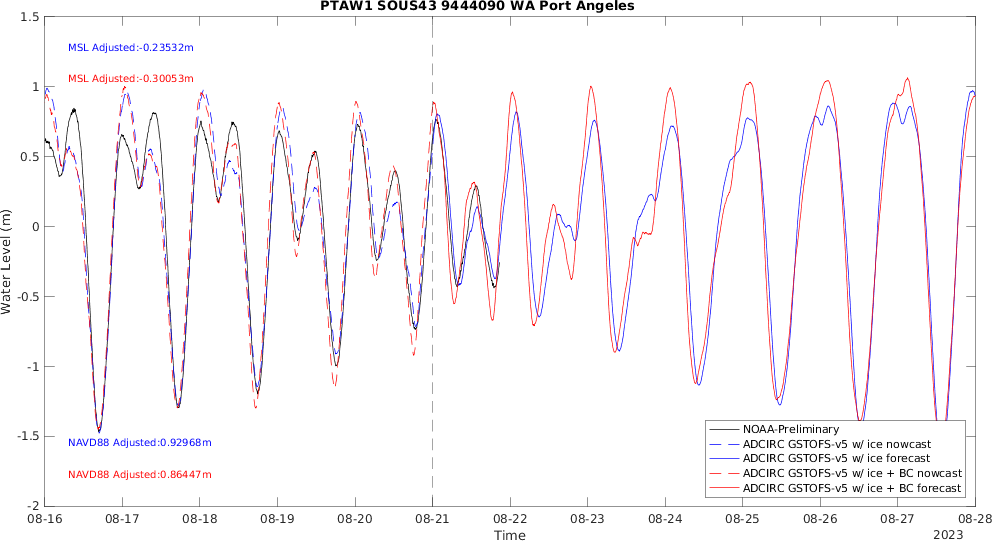 PTAW1 SOUS43 9444090 WA Port Angeles
1.5
1
0.5
0
-0.5
-1
-1.5
-2
Water Level (m)
MSL Adjusted:-0.23532m
MSL Adjusted:-0.30053m
NAVD88 Adjusted:0.92968m
NAVD88 Adjusted:0.86447m
NOAA-Preliminary
ADCIRC GSTOFS-v5 w/ ice nowcast
ADCIRC GSTOFS-v5 w/ ice forecast
ADCIRC GSTOFS-v5 w/ ice + BC nowcast
ADCIRC GSTOFS-v5 w/ ice + BC forecast
08-16 08-17 08-18 08-19 08-20 08-21 08-22 08-23 08-24 08-25 08-26 08-27 08-28
Time
2023